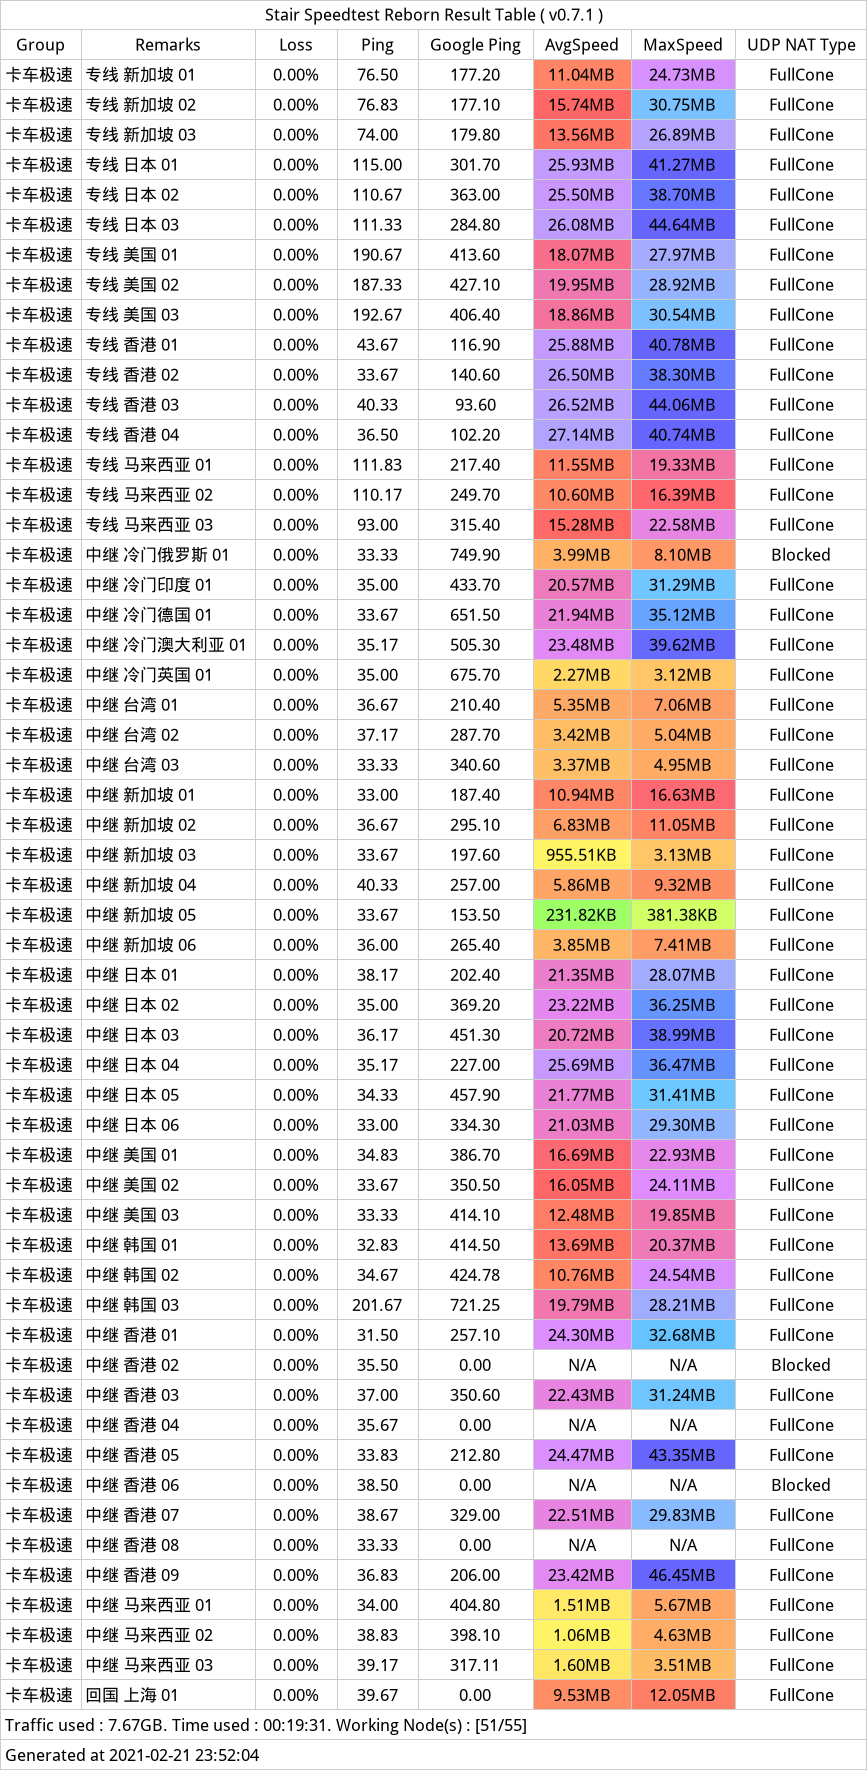 Stair Speedtest Reborn Result Table ( v0.7.1 )
Group Remarks Loss Ping Google Ping AvgSpeed MaxSpeed UDP NAT Type
卡车极速 专线 新加坡 01 0.00% 76.50 177.20 11.04MB 24.73MB FullCone
卡车极速 专线 新加坡 02 0.00% 76.83 177.10 15.74MB 30.75MB FullCone
卡车极速 专线 新加坡 03 0.00% 74.00 179.80 13.56MB 26.89MB FullCone
卡车极速 专线 日本 01 0.00% 115.00 301.70 25.93MB 41.27MB FullCone
卡车极速 专线 日本 02 0.00% 110.67 363.00 25.50MB 38.70MB FullCone
卡车极速 专线 日本 03 0.00% 111.33 284.80 26.08MB 44.64MB FullCone
卡车极速 专线 美国 01 0.00% 190.67 413.60 18.07MB 27.97MB FullCone
卡车极速 专线 美国 02 0.00% 187.33 427.10 19.95MB 28.92MB FullCone
卡车极速 专线 美国 03 0.00% 192.67 406.40 18.86MB 30.54MB FullCone
卡车极速 专线 香港 01 0.00% 43.67 116.90 25.88MB 40.78MB FullCone
卡车极速 专线 香港 02 0.00% 33.67 140.60 26.50MB 38.30MB FullCone
卡车极速 专线 香港 03 0.00% 40.33 93.60 26.52MB 44.06MB FullCone
卡车极速 专线 香港 04 0.00% 36.50 102.20 27.14MB 40.74MB FullCone
卡车极速 专线 马来西亚 01 0.00% 111.83 217.40 11.55MB 19.33MB FullCone
卡车极速 专线 马来西亚 02 0.00% 110.17 249.70 10.60MB 16.39MB FullCone
卡车极速 专线 马来西亚 03 0.00% 93.00 315.40 15.28MB 22.58MB FullCone
卡车极速 中继 冷门俄罗斯 01 0.00% 33.33 749.90 3.99MB 8.10MB Blocked
卡车极速 中继 冷门印度 01 0.00% 35.00 433.70 20.57MB 31.29MB FullCone
卡车极速 中继 冷门德国 01 0.00% 33.67 651.50 21.94MB 35.12MB FullCone
卡车极速 中继 冷门澳大利亚 01 0.00% 35.17 505.30 23.48MB 39.62MB FullCone
卡车极速 中继 冷门英国 01 0.00% 35.00 675.70 2.27MB 3.12MB FullCone
卡车极速 中继 台湾 01 0.00% 36.67 210.40 5.35MB 7.06MB FullCone
卡车极速 中继 台湾 02 0.00% 37.17 287.70 3.42MB 5.04MB FullCone
卡车极速 中继 台湾 03 0.00% 33.33 340.60 3.37MB 4.95MB FullCone
卡车极速 中继 新加坡 01 0.00% 33.00 187.40 10.94MB 16.63MB FullCone
卡车极速 中继 新加坡 02 0.00% 36.67 295.10 6.83MB 11.05MB FullCone
卡车极速 中继 新加坡 03 0.00% 33.67 197.60 955.51KB 3.13MB FullCone
卡车极速 中继 新加坡 04 0.00% 40.33 257.00 5.86MB 9.32MB FullCone
卡车极速 中继 新加坡 05 0.00% 33.67 153.50 231.82KB 381.38KB FullCone
卡车极速 中继 新加坡 06 0.00% 36.00 265.40 3.85MB 7.41MB FullCone
卡车极速 中继 日本 01 0.00% 38.17 202.40 21.35MB 28.07MB FullCone
卡车极速 中继 日本 02 0.00% 35.00 369.20 23.22MB 36.25MB FullCone
卡车极速 中继 日本 03 0.00% 36.17 451.30 20.72MB 38.99MB FullCone
卡车极速 中继 日本 04 0.00% 35.17 227.00 25.69MB 36.47MB FullCone
卡车极速 中继 日本 05 0.00% 34.33 457.90 21.77MB 31.41MB FullCone
卡车极速 中继 日本 06 0.00% 33.00 334.30 21.03MB 29.30MB FullCone
卡车极速 中继 美国 01 0.00% 34.83 386.70 16.69MB 22.93MB FullCone
卡车极速 中继 美国 02 0.00% 33.67 350.50 16.05MB 24.11MB FullCone
卡车极速 中继 美国 03 0.00% 33.33 414.10 12.48MB 19.85MB FullCone
卡车极速 中继 韩国 01 0.00% 32.83 414.50 13.69MB 20.37MB FullCone
卡车极速 中继 韩国 02 0.00% 34.67 424.78 10.76MB 24.54MB FullCone
卡车极速 中继 韩国 03 0.00% 201.67 721.25 19.79MB 28.21MB FullCone
卡车极速 中继 香港 01 0.00% 31.50 257.10 24.30MB 32.68MB FullCone
卡车极速 中继 香港 02 0.00% 35.50 0.00 N/A N/A Blocked
卡车极速 中继 香港 03 0.00% 37.00 350.60 22.43MB 31.24MB FullCone
卡车极速 中继 香港 04 0.00% 35.67 0.00 N/A N/A FullCone
卡车极速 中继 香港 05 0.00% 33.83 212.80 24.47MB 43.35MB FullCone
卡车极速 中继 香港 06 0.00% 38.50 0.00 N/A N/A Blocked
卡车极速 中继 香港 07 0.00% 38.67 329.00 22.51MB 29.83MB FullCone
卡车极速 中继 香港 08 0.00% 33.33 0.00 N/A N/A FullCone
卡车极速 中继 香港 09 0.00% 36.83 206.00 23.42MB 46.45MB FullCone
卡车极速 中继 马来西亚 01 0.00% 34.00 404.80 1.51MB 5.67MB FullCone
卡车极速 中继 马来西亚 02 0.00% 38.83 398.10 1.06MB 4.63MB FullCone
卡车极速 中继 马来西亚 03 0.00% 39.17 317.11 1.60MB 3.51MB FullCone
卡车极速 回国 上海 01 0.00% 39.67 0.00 9.53MB 12.05MB FullCone
Traffic used : 7.67GB. Time used : 00:19:31. Working Node(s) : [51/55]
Generated at 2021-02-21 23:52:04